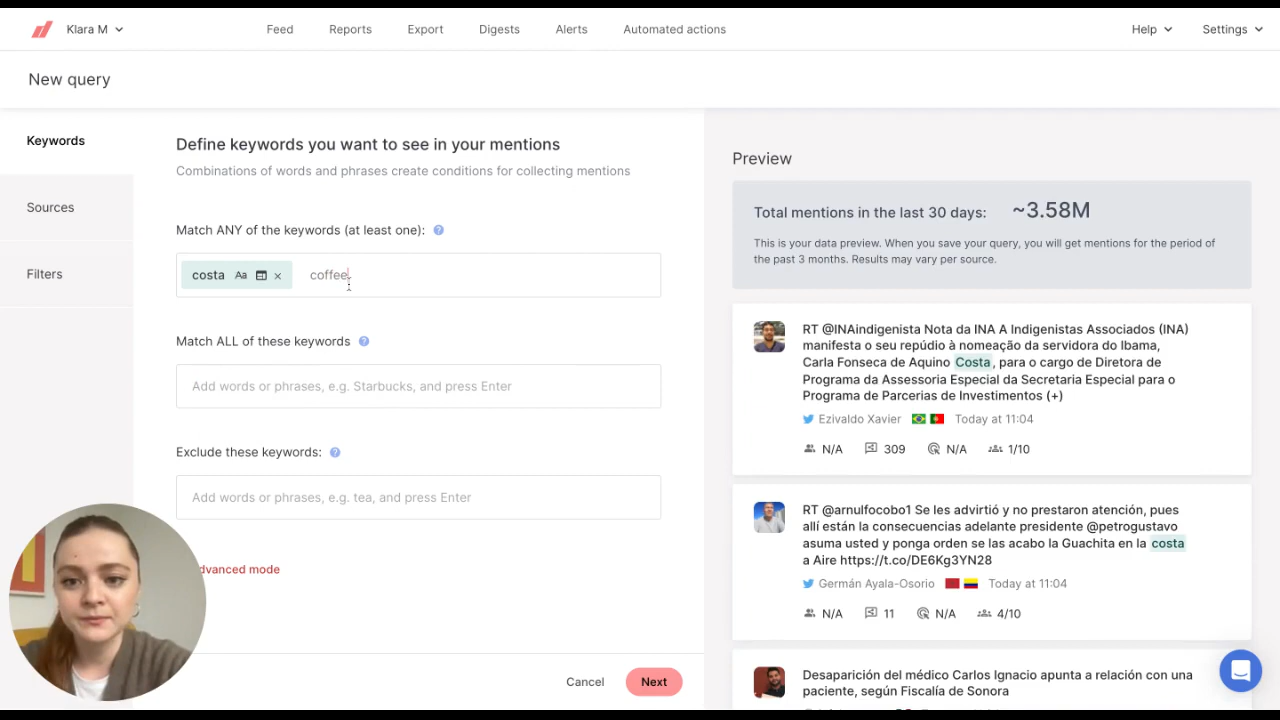 Klara M
Feed
Reports
Export
Digests
Alerts
Automated actions
Help
Settings
New query
Keywords
Sources
Filters
Define keywords you want to see in your mentions
Combinations of words and phrases create conditions for collecting mentions
Match ANY of the keywords (at least one):
costa Aa
coffee
Match ALL of these keywords
Add words or phrases, e.g. Starbucks, and press Enter
Exclude these keywords:
Add words or phrases, e.g. tea, and press Enter
mode
Cancel
Next
Preview
Total mentions in the last 30 days: ~3.58M
This is your data preview. When you save your query, you will get mentions for the period of
the past 3 months. Results may vary per source.
RT @INAindigenista Nota da INA A Indigenistas Associados (INA)
manifesta o seu repúdio à nomeação da servidora do Ibama,
Carla Fonseca de Aquino Costa, para o cargo de Diretora de
Programa da Assessoria Especial da Secretaria Especial para o
Programa de Parcerias de Investimentos (+)
Ezivaldo Xavier Today at 11:04
N/A 309 N/A 1/10
RT @arnulfocobo1 Se les advirtió y no prestaron atención, pues
allí están la consecuencias adelante presidente @petrogustavo
asuma usted y ponga orden se las acabo la Guachita en la costa
a Aire https://t.co/DE6Kg3YN28
Germán Ayala-Osorio Today at 11:04
N/A 11 N/A 4/10
Desaparición del médico Carlos Ignacio apunta a relación con una
paciente, según Fiscalía de Sonora